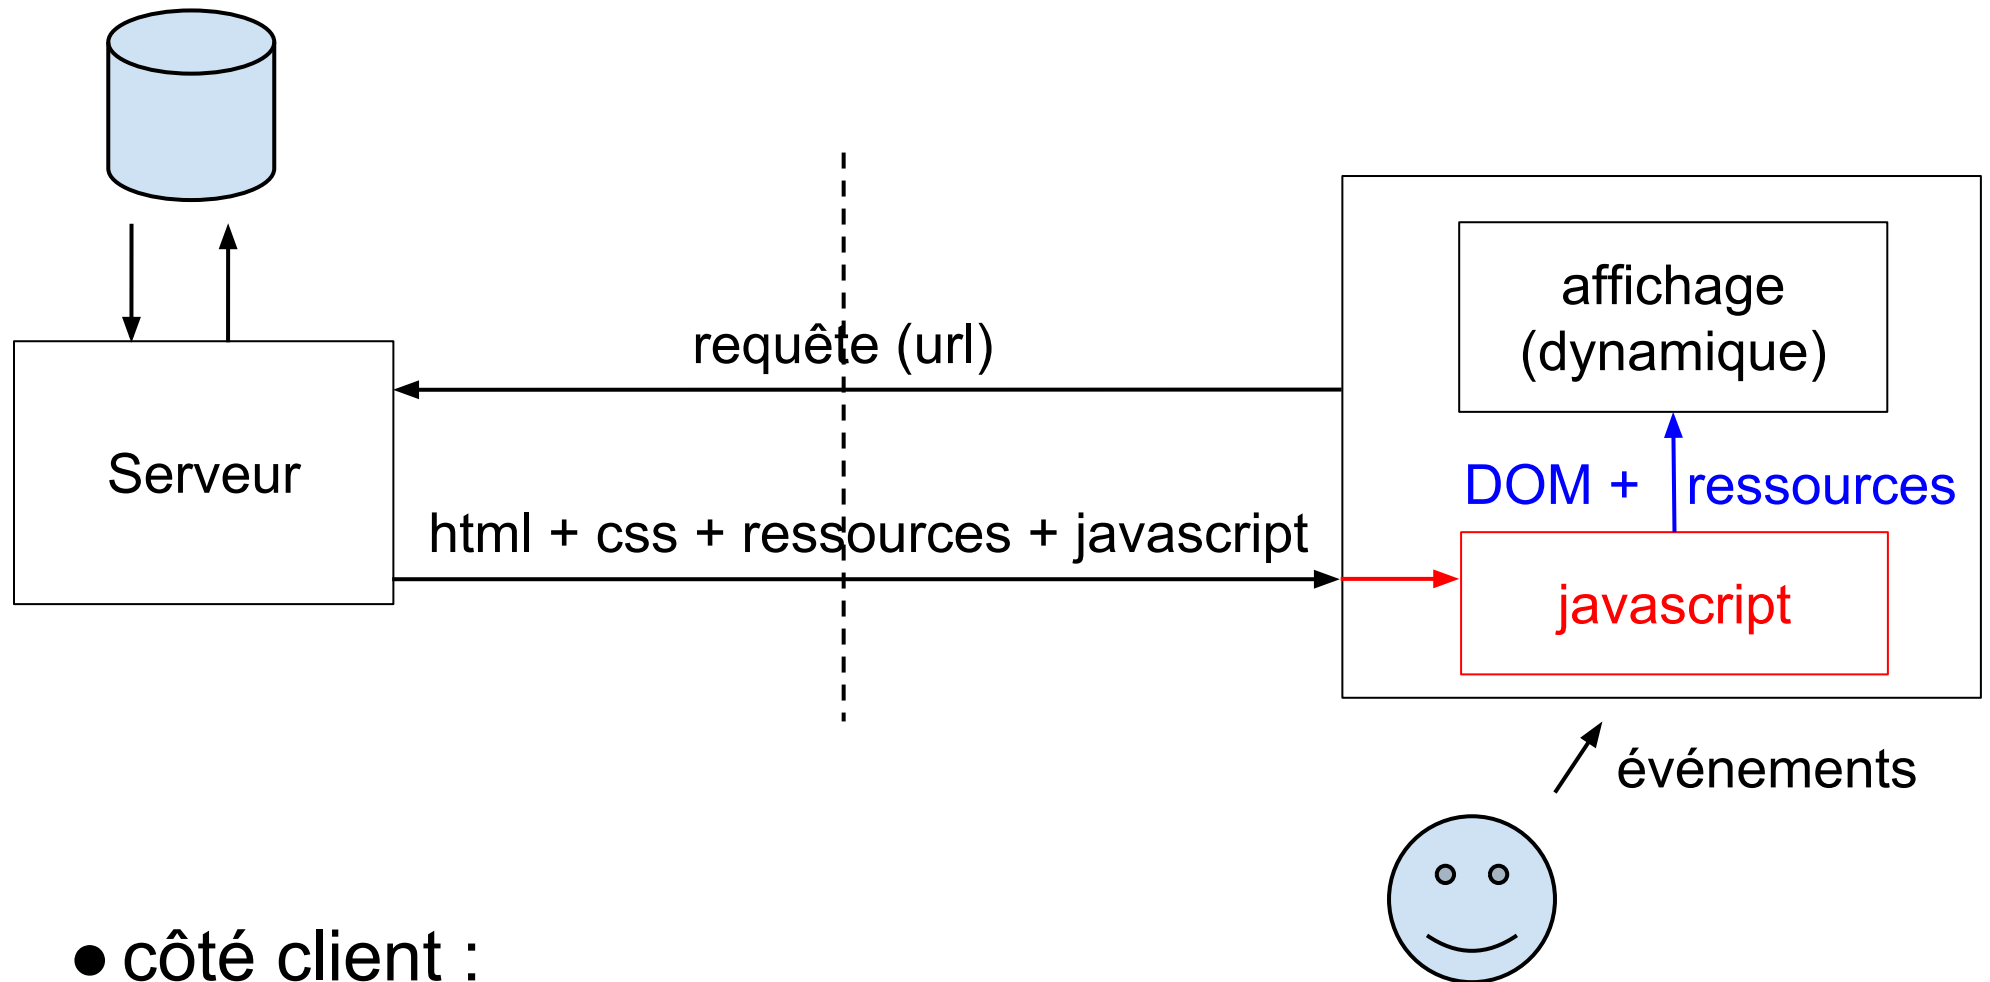 affichage
(dynamique)
requête (url)
Serveur
DOM + ressources
html + css + ressources + javascript
javascript
événements
● côté client :